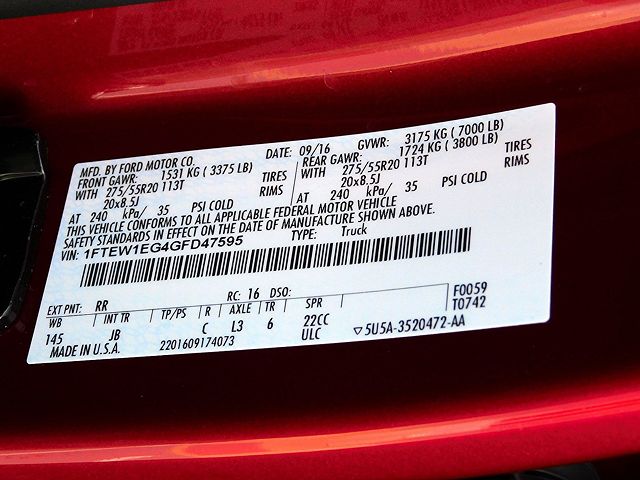 MFD. BY FORD MOTOR CO. DATE: 09/16 GVWR: 3175 KG ( 7000 LB)
FRONT GAWR: 1531 KG ( 3375 LB) REAR GAWR: 1724 KG ( 3800 LB)
WITH 275/55R20 113T TIRES WITH 275/55R20 113T TIRES
20x8.5J RIMS 20x8.5J RIMS
AT 240 kPa/ 35 PSI COLD AT 240 kPa/ 35 PSI COLD
THIS VEHICLE CONFORMS TO ALL APPLICABLE FEDERAL MOTOR VEHICLE
SAFETY STANDARDS IN EFFECT ON THE DATE OF MANUFACTURE SHOWN ABOVE.
VIN: 1FTEW1EG4GFD47595 TYPE: Truck
EXT PNT: RR RC: 16 DSO: F0059
WB INT TR TP/PS R AXLE TR SPR T0742
145 JB C L3 6 22CC
MADE IN U.S.A. 2201609174073 ULC ▽5U5A-3520472-AA